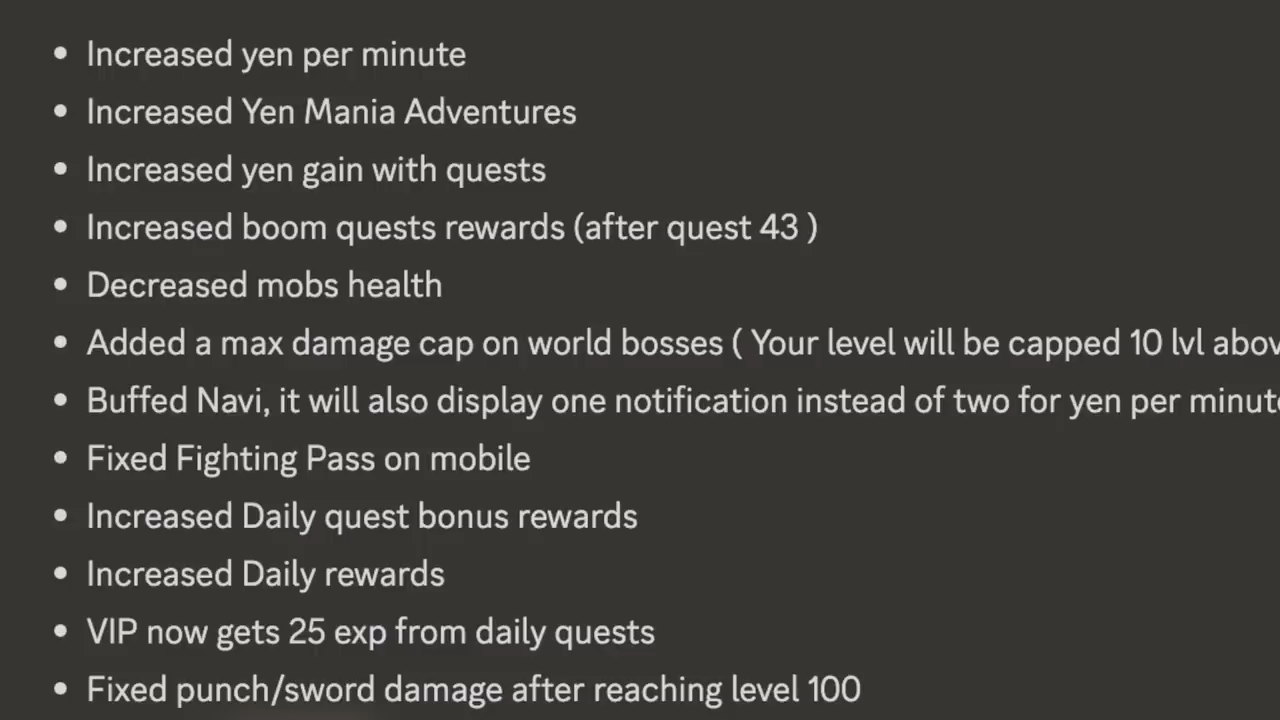 • Increased yen per minute
• Increased Yen Mania Adventures
• Increased yen gain with quests
• Increased boom quests rewards (after quest 43 )
• Decreased mobs health
• Added a max damage cap on world bosses ( Your level will be capped 10 lvl
• Buffed Navi, it will also display one notification instead of two for yen per
• Fixed Fighting Pass on mobile
• Increased Daily quest bonus rewards
• Increased Daily rewards
• VIP now gets 25 exp from daily quests
• Fixed punch/sword damage after reaching level 100